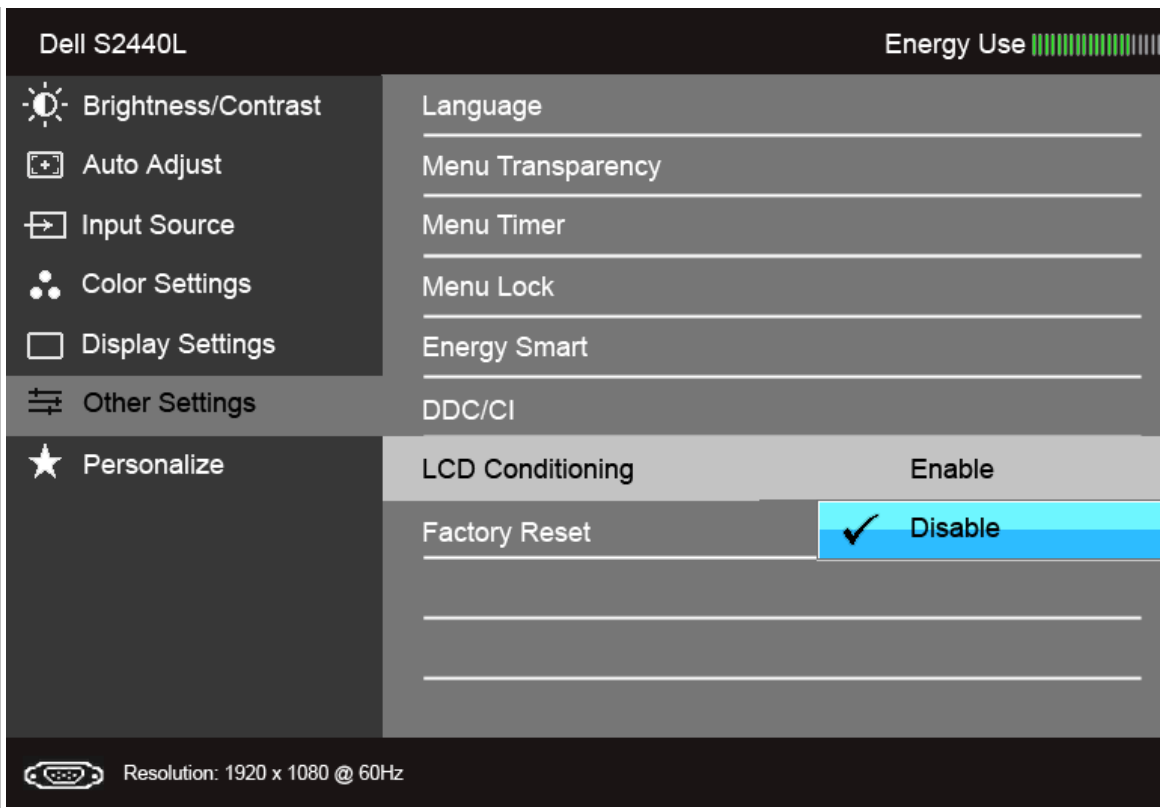 Dell S2440L
Energy Use
Brightness/Contrast
Auto Adjust
Input Source
Color Settings
Display Settings
Other Settings
Personalize
Language
Menu Transparency
Menu Timer
Menu Lock
Energy Smart
DDC/CI
LCD Conditioning
Enable
Disable
Factory Reset
Resolution: 1920 x 1080 @ 60Hz